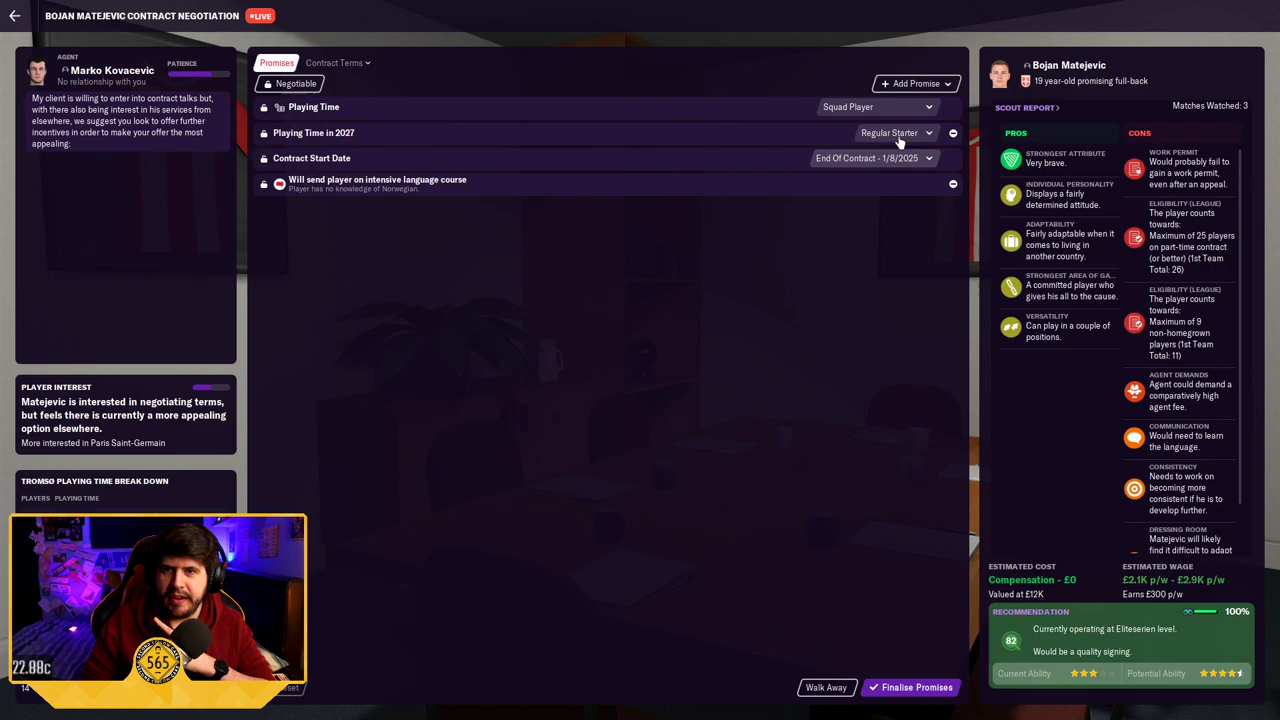 BOJAN MATEJEVIC CONTRACT NEGOTIATION
LIVE
AGENT
Marko Kovacevic
No relationship with you
PATIENCE
My client is willing to enter into contract talks but,
with there also being interest in his services from
elsewhere, we suggest you look to offer further
incentives in order to make your offer the most
appealing:
PLAYER INTEREST
Matejevic is interested in negotiating terms,
but feels there is currently a more appealing
option elsewhere.
More interested in Paris Saint-Germain
TROMSØ PLAYING TIME BREAK DOWN
PLAYERS PLAYING TIME
565
22.88c
14
Promises
Contract Terms
Negotiable
Add Promise
Playing Time
Squad Player
Playing Time in 2027
Regular Starter
Contract Start Date
End Of Contract - 1/8/2025
Will send player on intensive language course
Player has no knowledge of Norwegian.
Walk Away
Finalise Promises
Bojan Matejevic
19 year-old promising full-back
SCOUT REPORT >
Matches Watched: 3
PROS
STRONGEST ATTRIBUTE
Very brave.
INDIVIDUAL PERSONALITY
Displays a fairly
determined attitude.
ADAPTABILITY
Fairly adaptable when it
comes to living in
another country.
STRONGEST AREA OF GA...
A committed player who
gives his all to the cause.
VERSATILITY
Can play in a couple of
positions.
CONS
WORK PERMIT
Would probably fail to
gain a work permit,
even after an appeal.
ELIGIBILITY (LEAGUE)
The player counts
towards:
Maximum of 25 players
on part-time contract
(or better) (1st Team
Total: 26)
ELIGIBILITY (LEAGUE)
The player counts
towards:
Maximum of 9
non-homegrown
players (1st Team
Total: 11)
AGENT DEMANDS
Agent could demand a
comparatively high
agent fee.
COMMUNICATION
Would need to learn
the language.
CONSISTENCY
Needs to work on
becoming more
consistent if he is to
develop further.
DRESSING ROOM
Matejevic will likely
find it difficult to adapt
ESTIMATED COST
Compensation - £0
Valued at £12K
ESTIMATED WAGE
£2.1K p/w - £2.9K p/w
Earns £300 p/w
RECOMMENDATION
100%
82
Currently operating at Eliteserien level.
Would be a quality signing.
Current Ability
Potential Ability